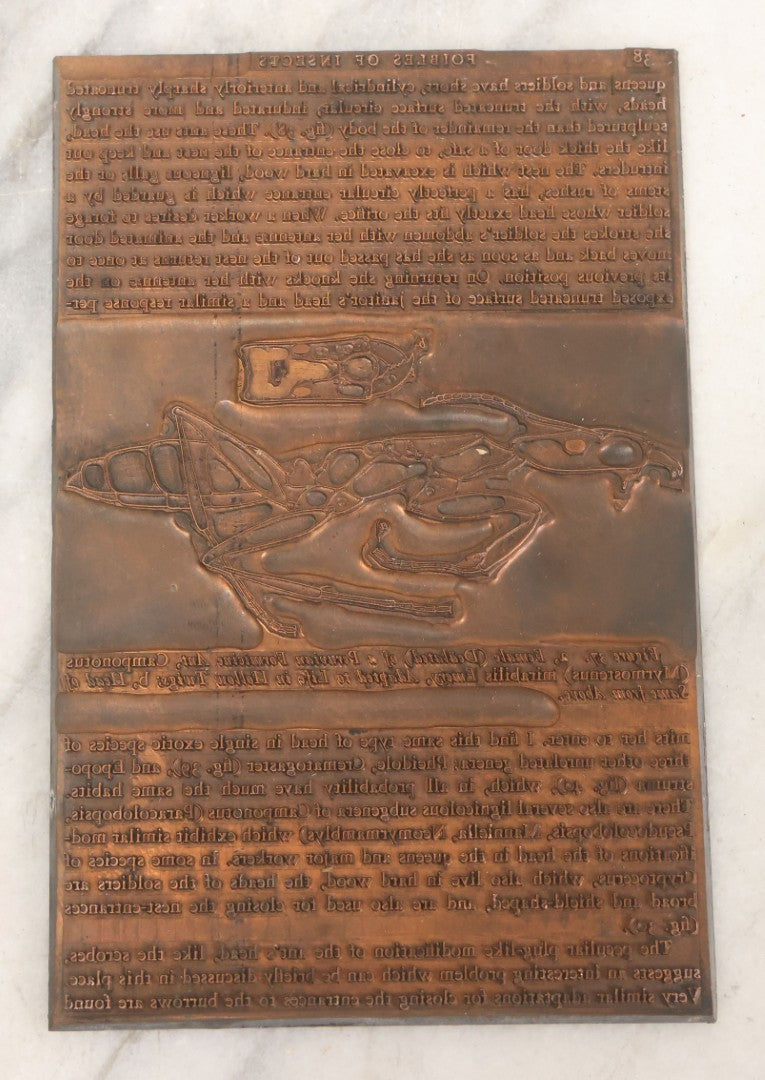 38 FOIBLES OF INSECTS
queens and soldiers have short, cylindrical and anteriorly sharply truncated
heads, with the truncated surface circular, indurated and more strongly
sculptured than the remainder of the body (fig. 38). These ants use the head,
like the thick door of a safe, to close the entrance of the nest and keep out
intruders. The nest which is excavated in hard wood, ligneous galls or the
stems of rushes, has a perfectly circular entrance which is guarded by a
soldier whose head exactly fits the orifice. When a worker desires to forage
she strokes the soldier's abdomen with her antennæ and the animated door
moves back and as soon as she has passed out of the nest returns at once to
its previous position. On returning she knocks with her antennæ on the
exposed truncated surface of the janitor's head and a similar response per-
Figure 37. a, Female (Dealated) of a Peruvian Formicine Ant, Camponotus
(Myrmostenus) mirabilis Emery, Adapted to Life in Hollow Twigs; b, Head of
Same from Above.
mits her to enter. I find this same type of head in single exotic species of
three other unrelated genera: Pheidole, Crematogaster (fig. 39), and Epopo-
struma (fig. 40), which, in all probability have much the same habits.
There are also several lignicolous subgenera of Camponotus (Paracolobopsis,
Pseudocolobopsis, Manniella, Neomyrmamblys) which exhibit similar mod-
ifications of the head in the queens and major workers. In some species of
Cryptocerus, which also live in hard wood, the heads of the soldiers are
broad and shield-shaped, and are also used for closing the nest-entrances
(fig.
The peculiar plug-like modification of the ant's head, like the scrobes,
suggests an interesting problem which can be briefly discussed in this place.
Very similar adaptations for closing the entrances to the burrows are found